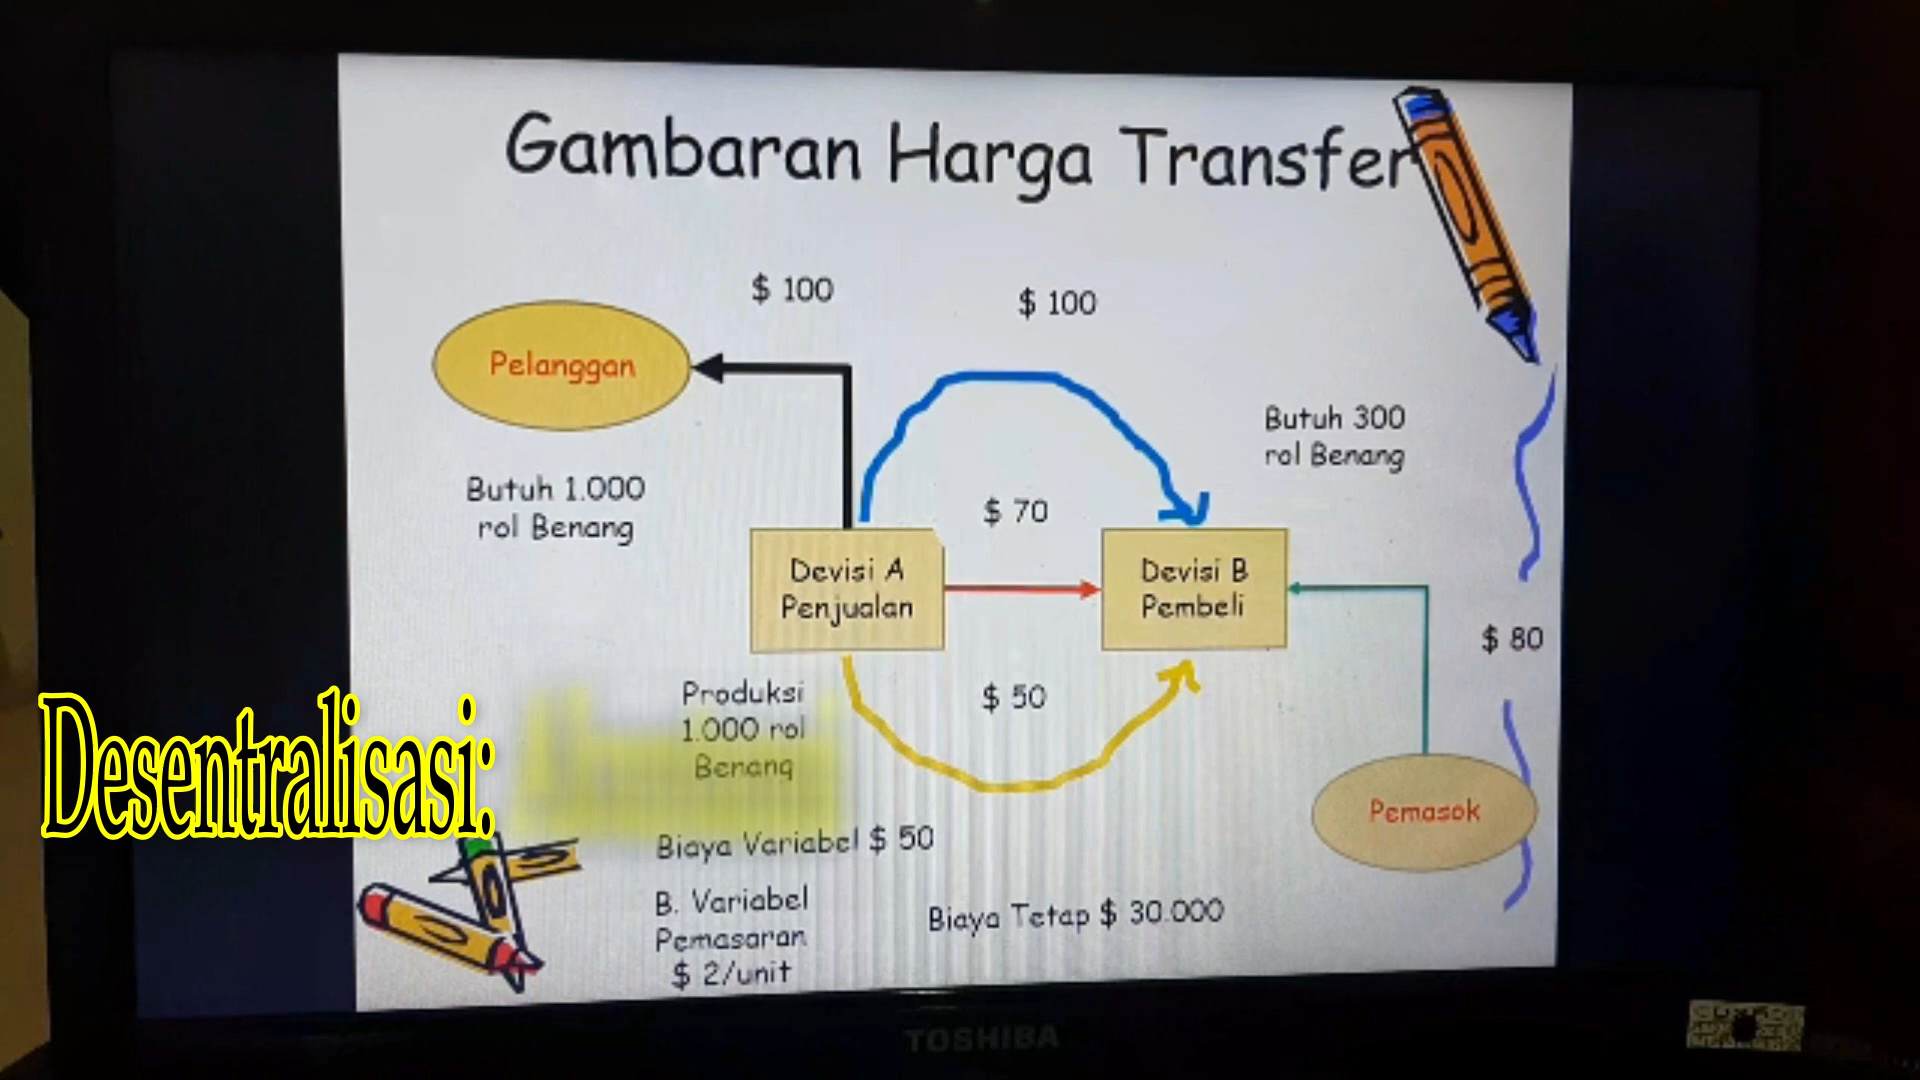 Gambaran Harga Transfer
$ 100
$ 100
Pelanggan
Butuh 300
rol Benang
Butuh 1.000
rol Benang
$ 70
Devisi A
Penjualan
Devisi B
Pembeli
$ 80
Produksi
1.000 rol
Benang
$ 50
Desentralisasi:
Pemasok
Biaya Variabel $ 50
B. Variabel
Pemasaran
$ 2/unit
Biaya Tetap $ 30.000
TOSHIBA